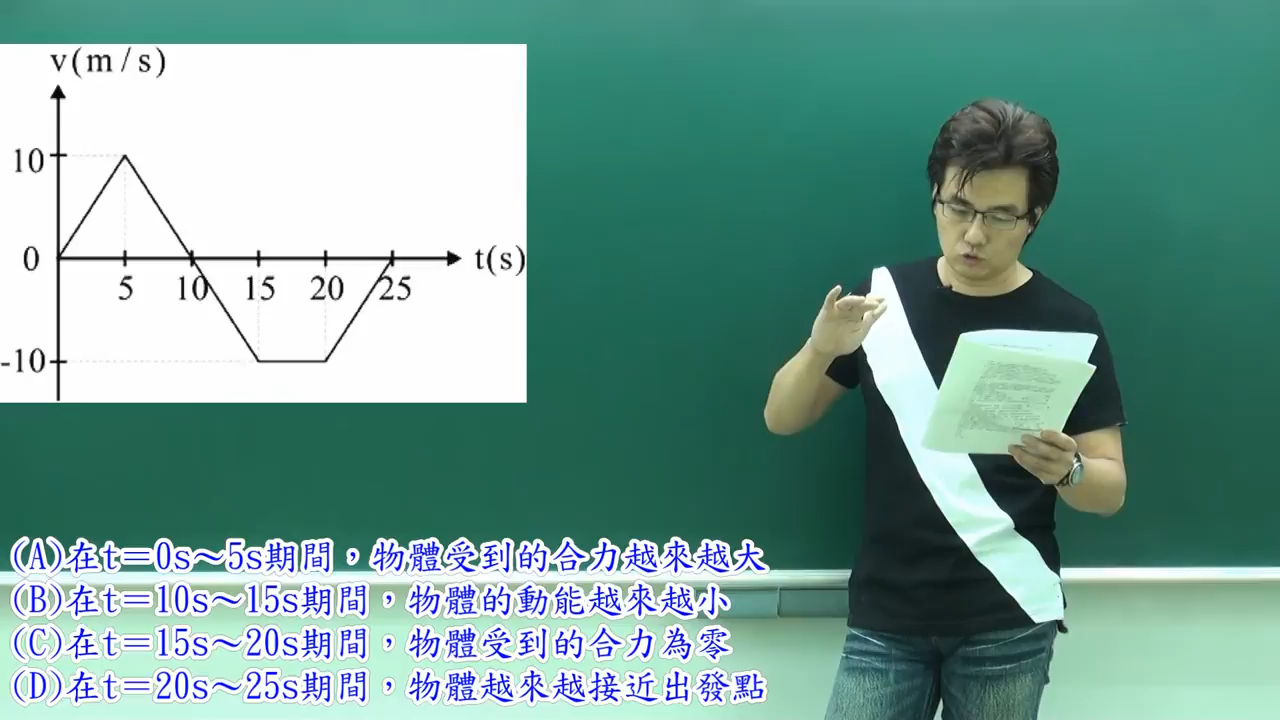 v(m/s)
10
0
5 10 15 20 25
t(s)
-10
(A)在t=0s～5s期間，物體受到的合力越來越大
(B)在t=10s～15s期間，物體的動能越來越小
(C)在t=15s～20s期間，物體受到的合力為零
(D)在t=20s～25s期間，物體越來越接近出發點